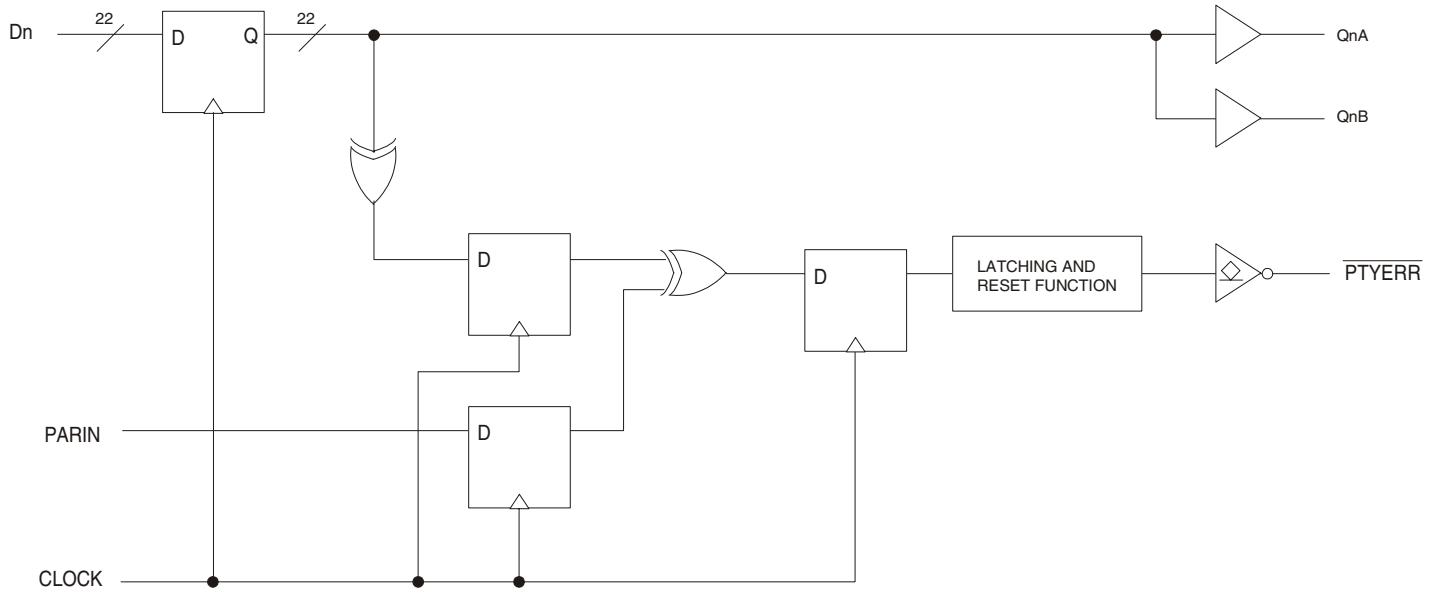 Dn
22
D
Q
22
QnA
QnB
D
D
LATCHING AND
RESET FUNCTION
PTYERR
PARIN
D
CLOCK